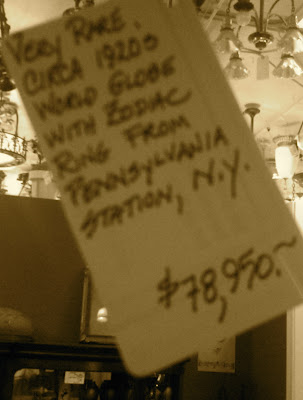 VERY RARE,
CIRCA 1920s
WORLD GLOBE
WITH ZODIAC
RING FROM
PENNSYLVANIA
STATION, N.Y.
$78,950.~